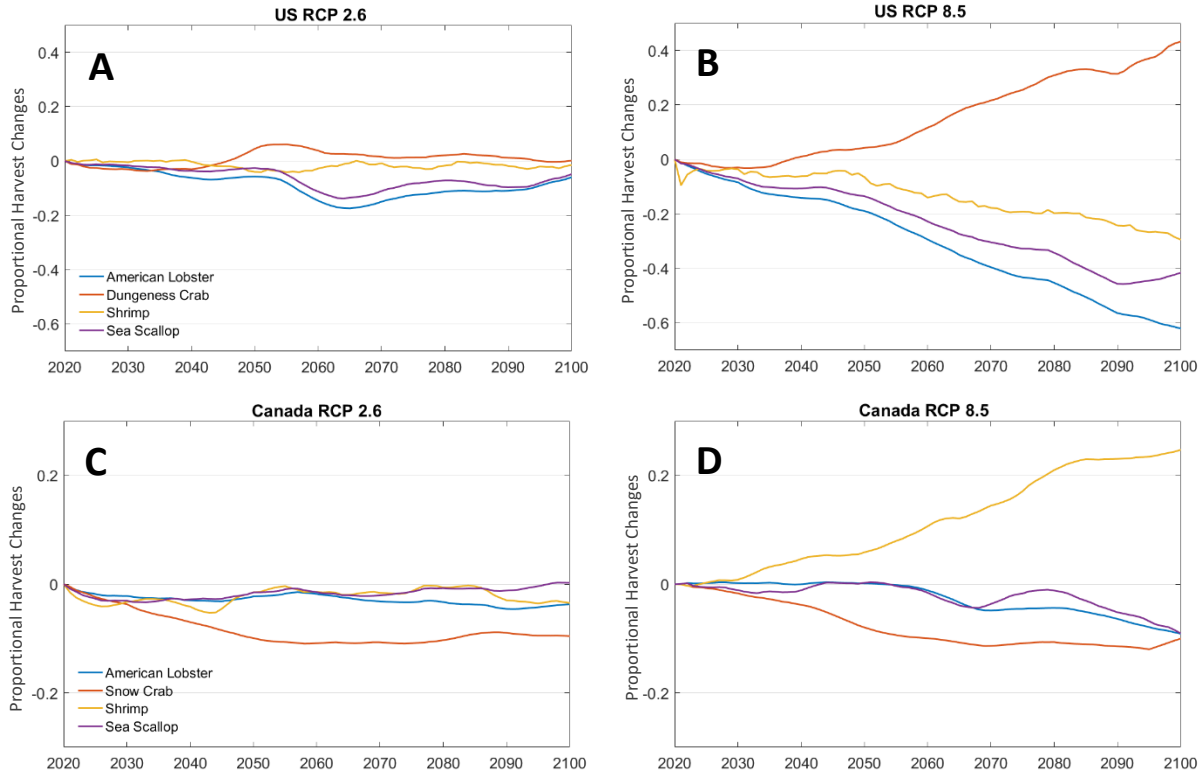 US RCP 2.6
A
Proportional Harvest Changes
0.4
0.2
0
-0.2
-0.4
-0.6
American Lobster
Dungeness Crab
Shrimp
Sea Scallop
2020 2030 2040 2050 2060 2070 2080 2090 2100
US RCP 8.5
B
Proportional Harvest Changes
0.4
0.2
0
-0.2
-0.4
-0.6
2020 2030 2040 2050 2060 2070 2080 2090 2100
Canada RCP 2.6
C
Proportional Harvest Changes
0.2
0
-0.2
American Lobster
Snow Crab
Shrimp
Sea Scallop
2020 2030 2040 2050 2060 2070 2080 2090 2100
Canada RCP 8.5
D
Proportional Harvest Changes
0.2
0
-0.2
2020 2030 2040 2050 2060 2070 2080 2090 2100